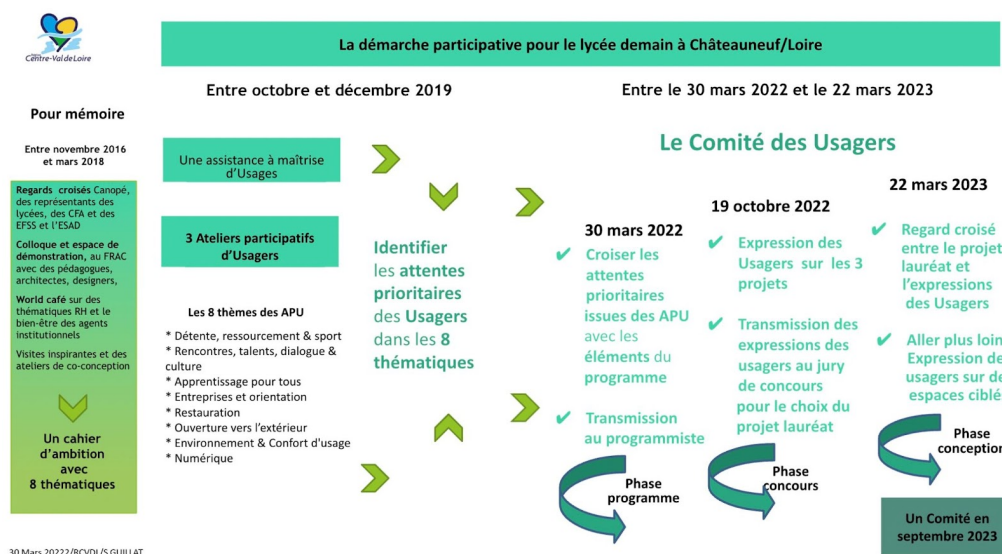 Centre-Val de Loire
La démarche participative pour le lycée demain à Châteauneuf/Loire
Pour mémoire
Entre novembre 2016
et mars 2018
Regards croisés Canopé,
des représentants des
lycées, des CFA et des
EFSS et l'ESAD
Colloque et espace de
démonstration, au FRAC
avec des pédagogues,
architectes, designers,
World café sur des
thématiques RH et le
bien-être des agents
institutionnels
Visites inspirantes et des
ateliers de co-conception
Un cahier
d'ambition
avec
8 thématiques
Entre octobre et décembre 2019
Une assistance à maîtrise
d'Usages
3 Ateliers participatifs
d'Usagers
Les 8 thèmes des APU
* Détente, ressourcement & sport
* Rencontres, talents, dialogue &
culture
* Apprentissage pour tous
* Entreprises et orientation
* Restauration
* Ouverture vers l'extérieur
* Environnement & Confort d'usage
* Numérique
Identifier
les attentes
prioritaires
des Usagers
dans les 8
thématiques
Entre le 30 mars 2022 et le 22 mars 2023
Le Comité des Usagers
30 mars 2022
✔ Croiser les
attentes
prioritaires
issues des APU
avec les
éléments du
programme
✔ Transmission
au programmiste
Phase
programme
19 octobre 2022
✔ Expression des
Usagers sur les 3
projets
✔ Transmission des
expressions des
usagers au jury
de concours
pour le choix du
projet lauréat
Phase
concours
22 mars 2023
✔ Regard croisé
entre le projet
lauréat et
l'expressions
des Usagers
✔ Aller plus loin
Expression de
usagers sur de
espaces ciblé
Phase
conception
Un Comité en
septembre 2023
30 Mars 20222/RCVDL/S.GUILLAT